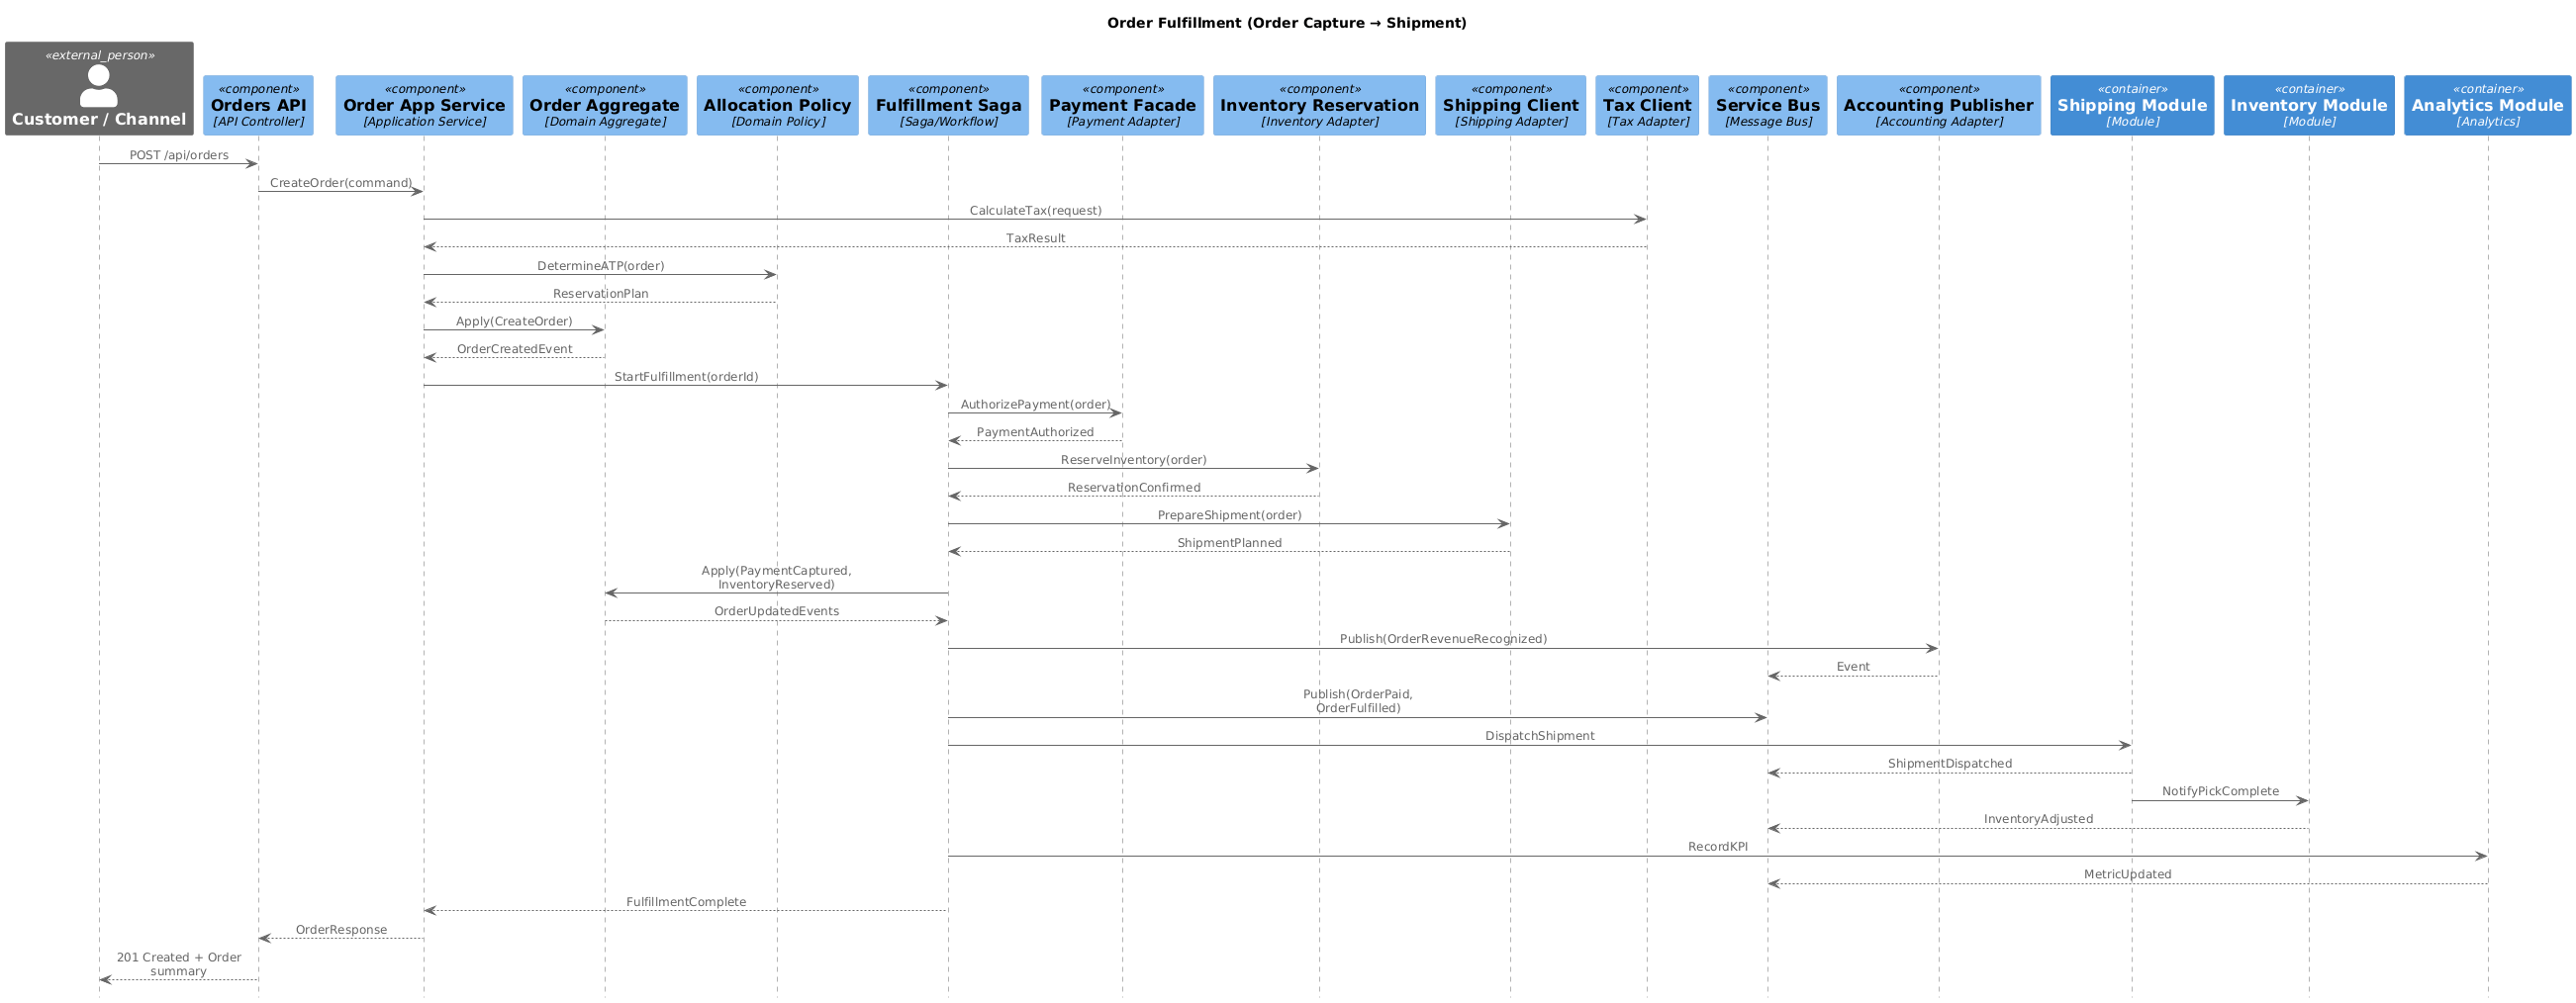 Order Fulfillment (Order Capture → Shipment)
«external_person»
Customer / Channel
«component»
Orders API
[API Controller]
«component»
Order App Service
[Application Service]
«component»
Order Aggregate
[Domain Aggregate]
«component»
Allocation Policy
[Domain Policy]
«component»
Fulfillment Saga
[Saga/Workflow]
«component»
Payment Facade
[Payment Adapter]
«component»
Inventory Reservation
[Inventory Adapter]
«component»
Shipping Client
[Shipping Adapter]
«component»
Tax Client
[Tax Adapter]
«component»
Service Bus
[Message Bus]
«component»
Accounting Publisher
[Accounting Adapter]
«container»
Shipping Module
[Module]
«container»
Inventory Module
[Module]
«container»
Analytics Module
[Analytics]
POST /api/orders
CreateOrder(command)
CalculateTax(request)
TaxResult
DetermineATP(order)
ReservationPlan
Apply(CreateOrder)
OrderCreatedEvent
StartFulfillment(orderId)
AuthorizePayment(order)
PaymentAuthorized
ReserveInventory(order)
ReservationConfirmed
PrepareShipment(order)
ShipmentPlanned
Apply(PaymentCaptured,
InventoryReserved)
OrderUpdatedEvents
Publish(OrderRevenueRecognized)
Event
Publish(OrderPaid,
OrderFulfilled)
DispatchShipment
ShipmentDispatched
NotifyPickComplete
InventoryAdjusted
RecordKPI
MetricUpdated
FulfillmentComplete
OrderResponse
201 Created + Order
summary